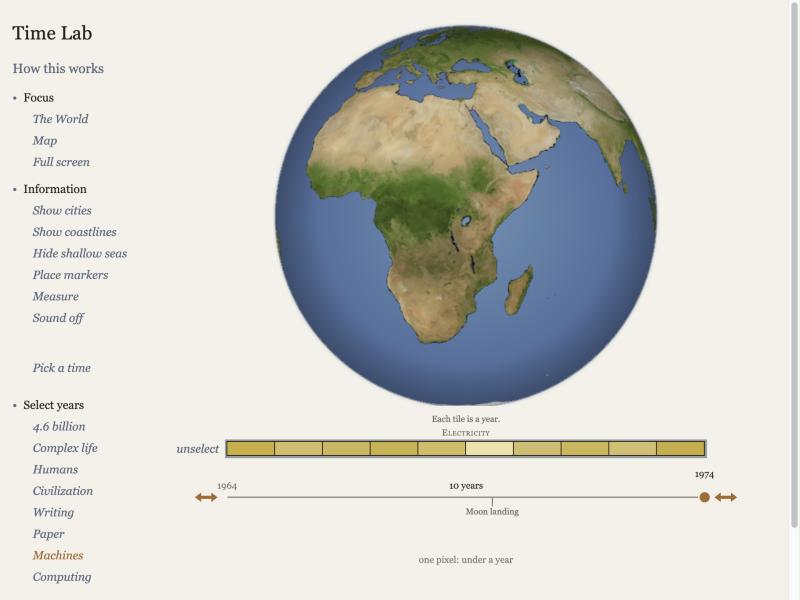 Time Lab
How this works
• Focus
The World
Map
Full screen
• Information
Show cities
Show coastlines
Hide shallow seas
Place markers
Measure
Sound off
Pick a time
• Select years
4.6 billion
Complex life
Humans
Civilization
Writing
Paper
Machines
Computing
Each tile is a year.
Electricity
unselect
1974
1964
10 years
Moon landing
one pixel: under a year